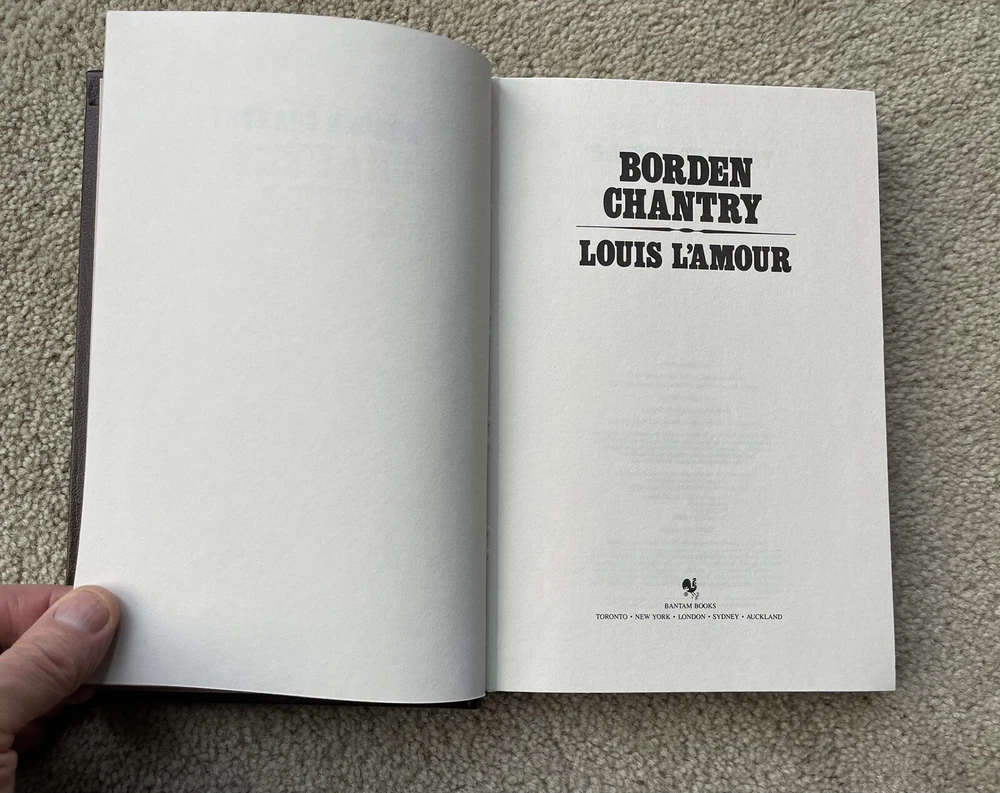 BORDEN
CHANTRY
LOUIS L'AMOUR
BANTAM BOOKS
TORONTO • NEW YORK • LONDON • SYDNEY • AUCKLAND